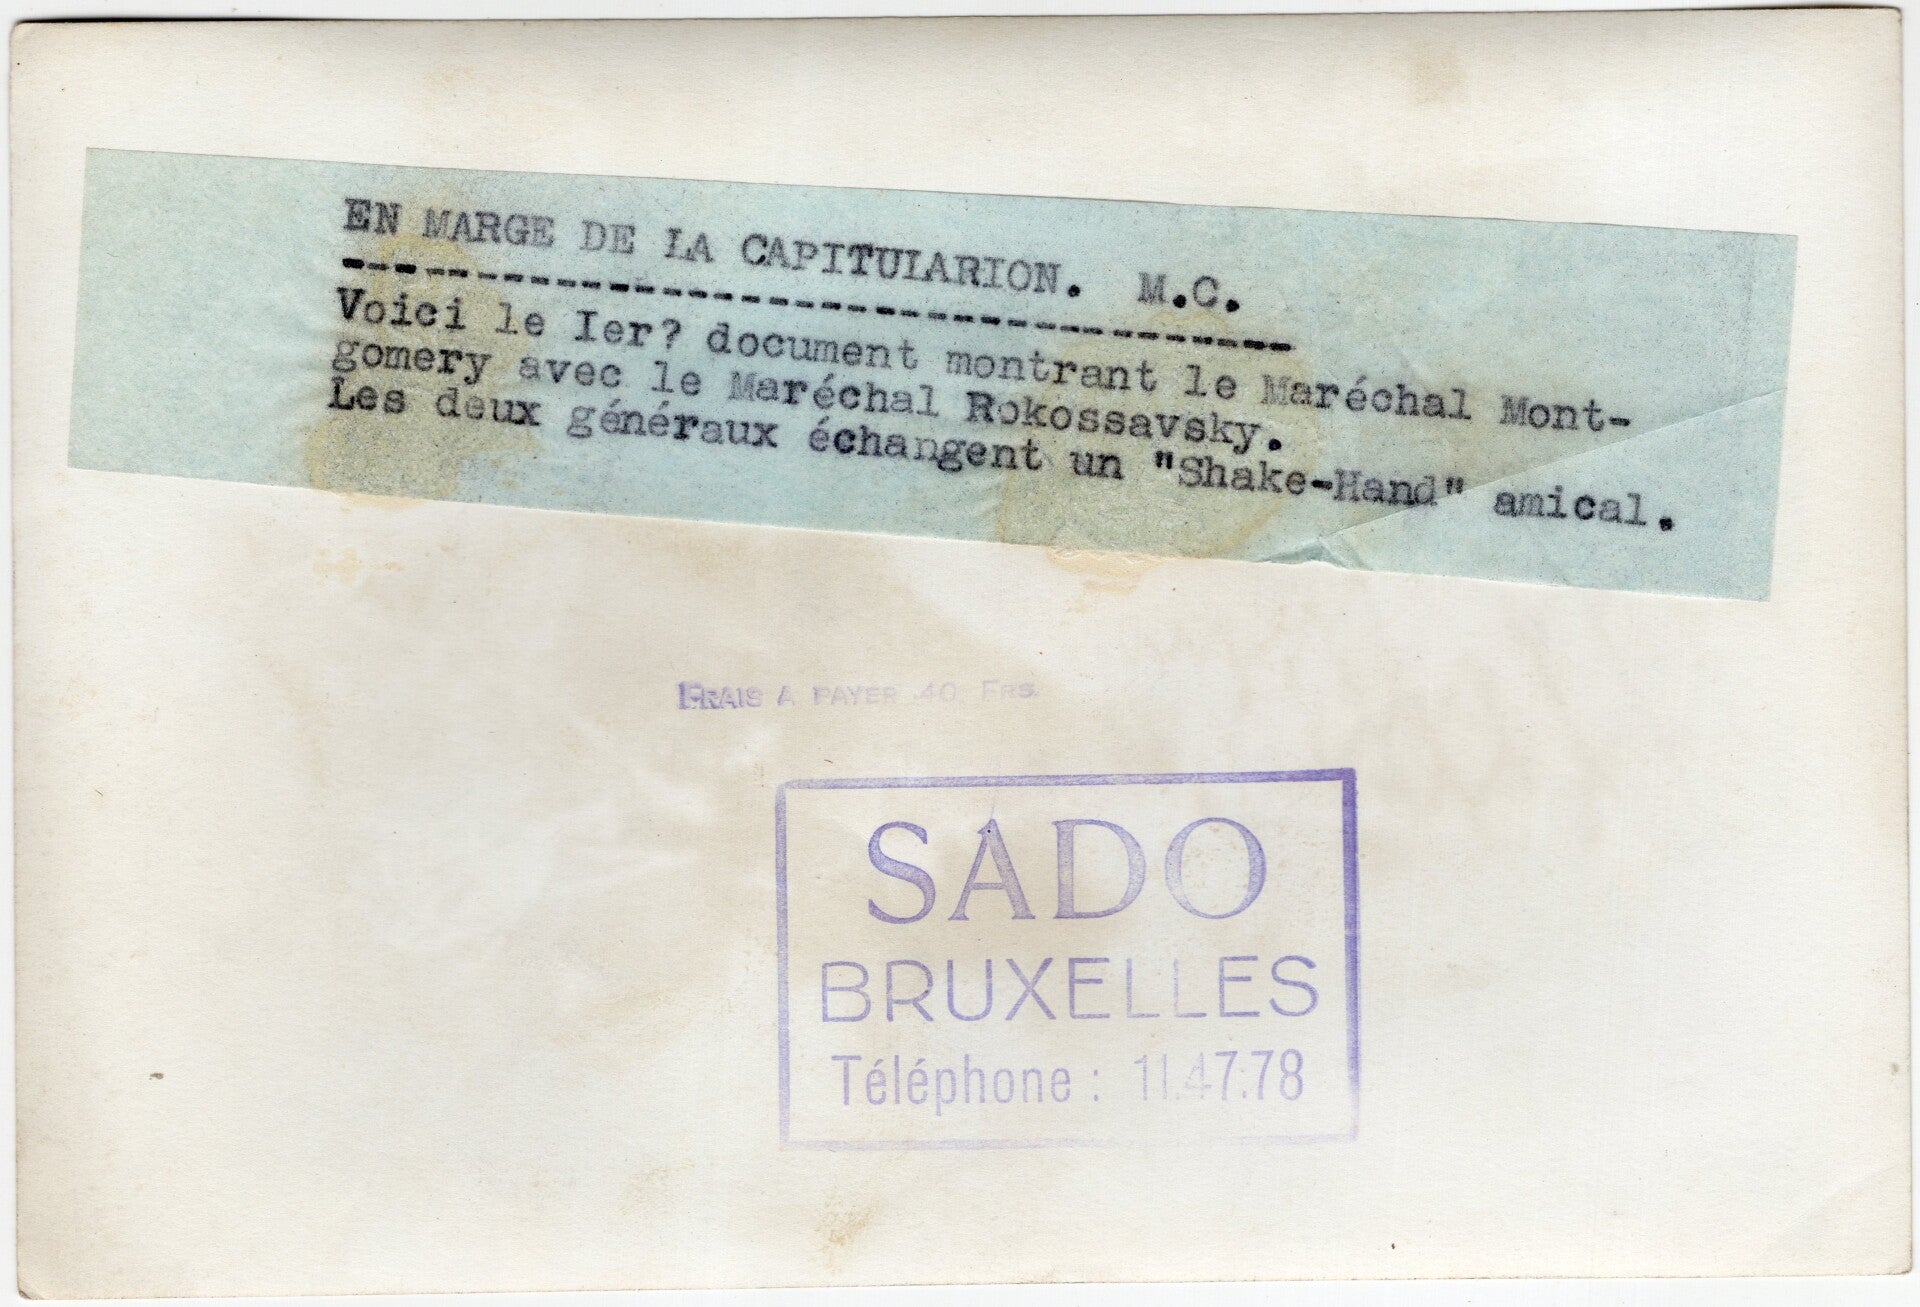 EN MARGE DE LA CAPITULARION. M.C.
Voici le Ier? document montrant le Maréchal Mont-
gomery avec le Maréchal Rokossavsky.
Les deux généraux échangent un "Shake-Hand" amical.
FRAIS A PAYER 40 FRS.
SADO
BRUXELLES
Téléphone : 11.47.78